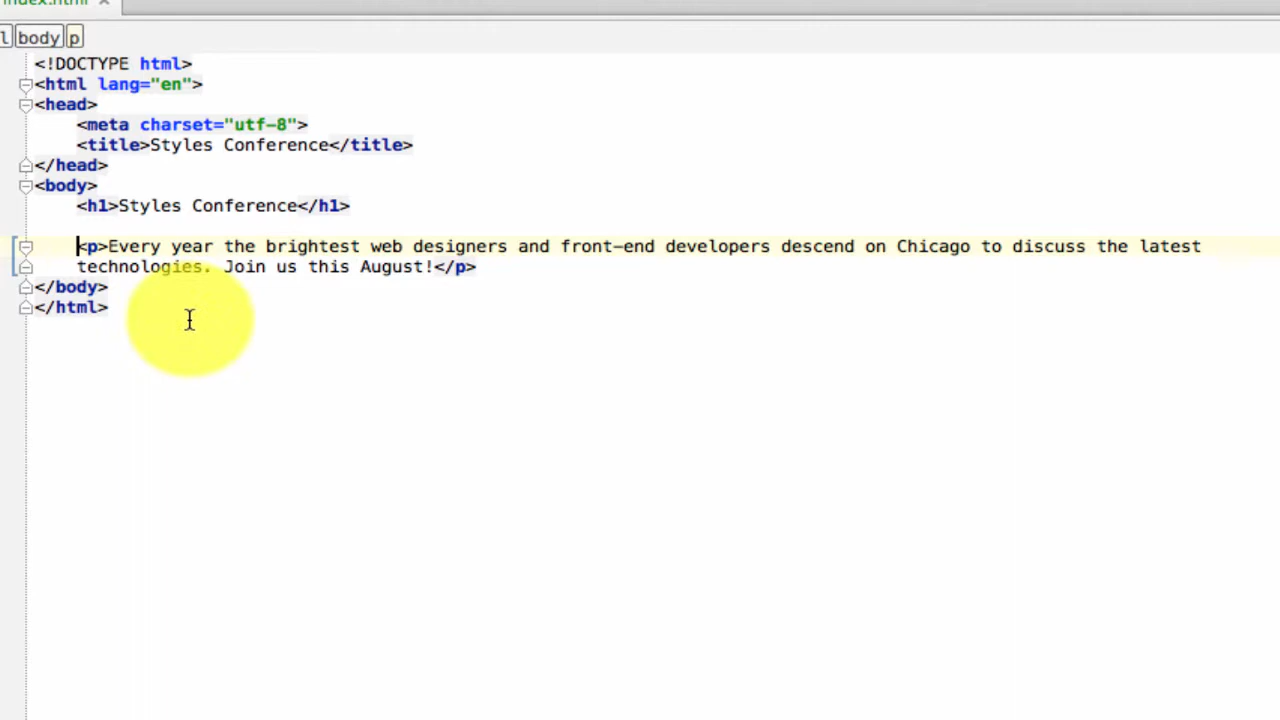 index.html
body p
<!DOCTYPE html>
<html lang="en">
<head>
<meta charset="utf-8">
<title>Styles Conference</title>
</head>
<body>
<h1>Styles Conference</h1>
<p>Every year the brightest web designers and front-end developers descend on Chicago to discuss the latest
technologies. Join us this August!</p>
</body>
</html>